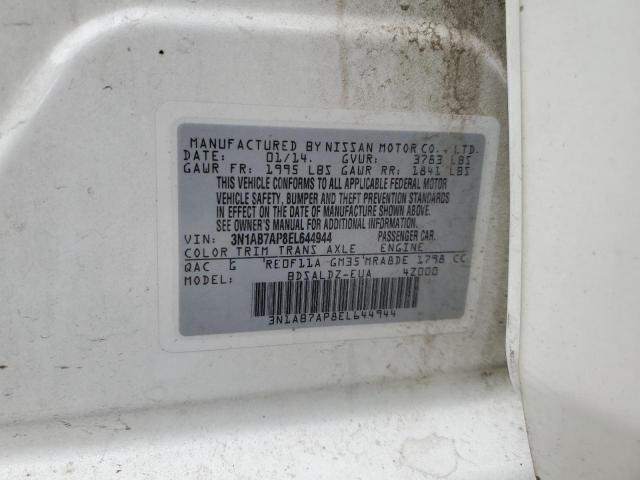 MANUFACTURED BY NISSAN MOTOR CO., LTD.
DATE: 01/14. GVWR: 3763 LBS
GAWR FR: 1995 LBS GAWR RR: 1841 LBS
THIS VEHICLE CONFORMS TO ALL APPLICABLE FEDERAL MOTOR
VEHICLE SAFETY, BUMPER AND THEFT PREVENTION STANDARDS
IN EFFECT ON THE DATE OF MANUFACTURE SHOWN ABOVE.
SEE OWNER'S MANUAL FOR ADDITIONAL INFORMATION.
VIN: 3N1AB7AP8EL644944 PASSENGER CAR.
COLOR TRIM TRANS AXLE ENGINE
QAC G RE0F11A GM35 MRA8DE 1798 CC
MODEL: BDSALDZ-EUA 4Z000
3N1AB7AP8EL644944